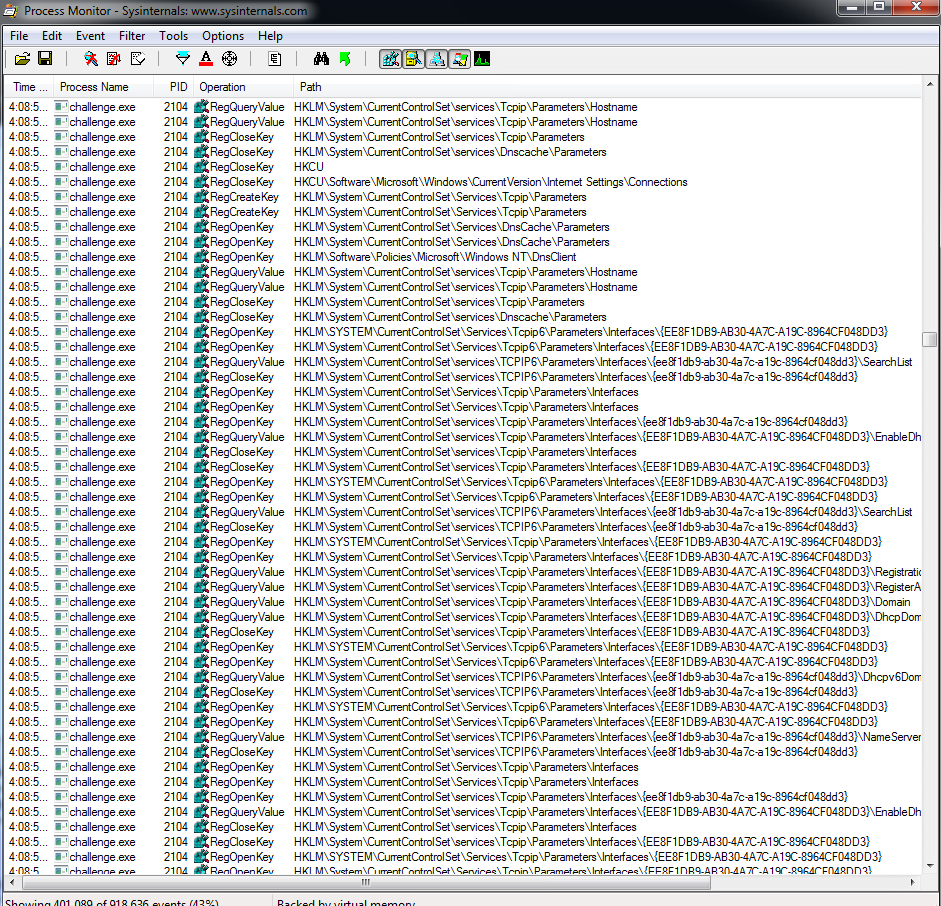 Process Monitor - Sysinternals: www.sysinternals.com
File Edit Event Filter Tools Options Help
Time ... Process Name PID Operation Path
4:08:5... challenge.exe 2104 RegQueryValue HKLM\System\CurrentControlSet\services\Tcpip\Parameters\Hostname
4:08:5... challenge.exe 2104 RegQueryValue HKLM\System\CurrentControlSet\services\Tcpip\Parameters\Hostname
4:08:5... challenge.exe 2104 RegCloseKey HKLM\System\CurrentControlSet\services\Tcpip\Parameters
4:08:5... challenge.exe 2104 RegCloseKey HKLM\System\CurrentControlSet\services\Dnscache\Parameters
4:08:5... challenge.exe 2104 RegCloseKey HKCU
4:08:5... challenge.exe 2104 RegCloseKey HKCU\Software\Microsoft\Windows\CurrentVersion\Internet Settings\Connections
4:08:5... challenge.exe 2104 RegCreateKey HKLM\System\CurrentControlSet\Services\Tcpip\Parameters
4:08:5... challenge.exe 2104 RegCreateKey HKLM\System\CurrentControlSet\Services\Tcpip\Parameters
4:08:5... challenge.exe 2104 RegOpenKey HKLM\System\CurrentControlSet\Services\DnsCache\Parameters
4:08:5... challenge.exe 2104 RegOpenKey HKLM\System\CurrentControlSet\Services\DnsCache\Parameters
4:08:5... challenge.exe 2104 RegOpenKey HKLM\Software\Policies\Microsoft\Windows NT\DnsClient
4:08:5... challenge.exe 2104 RegQueryValue HKLM\System\CurrentControlSet\services\Tcpip\Parameters\Hostname
4:08:5... challenge.exe 2104 RegQueryValue HKLM\System\CurrentControlSet\services\Tcpip\Parameters\Hostname
4:08:5... challenge.exe 2104 RegCloseKey HKLM\System\CurrentControlSet\services\Tcpip\Parameters
4:08:5... challenge.exe 2104 RegCloseKey HKLM\System\CurrentControlSet\services\Dnscache\Parameters
4:08:5... challenge.exe 2104 RegOpenKey HKLM\SYSTEM\CurrentControlSet\Services\Tcpip6\Parameters\Interfaces\{EE8F1DB9-AB30-4A7C-A19C-8964CF048DD3}
4:08:5... challenge.exe 2104 RegOpenKey HKLM\System\CurrentControlSet\Services\Tcpip6\Parameters\Interfaces\{EE8F1DB9-AB30-4A7C-A19C-8964CF048DD3}
4:08:5... challenge.exe 2104 RegQueryValue HKLM\System\CurrentControlSet\services\TCPIP6\Parameters\Interfaces\{ee8f1db9-ab30-4a7c-a19c-8964cf048dd3}\SearchList
4:08:5... challenge.exe 2104 RegCloseKey HKLM\System\CurrentControlSet\services\TCPIP6\Parameters\Interfaces\{ee8f1db9-ab30-4a7c-a19c-8964cf048dd3}
4:08:5... challenge.exe 2104 RegOpenKey HKLM\System\CurrentControlSet\Services\Tcpip\Parameters\Interfaces
4:08:5... challenge.exe 2104 RegOpenKey HKLM\System\CurrentControlSet\Services\Tcpip\Parameters\Interfaces
4:08:5... challenge.exe 2104 RegOpenKey HKLM\System\CurrentControlSet\services\Tcpip\Parameters\Interfaces\{ee8f1db9-ab30-4a7c-a19c-8964cf048dd3}
4:08:5... challenge.exe 2104 RegQueryValue HKLM\System\CurrentControlSet\services\Tcpip\Parameters\Interfaces\{EE8F1DB9-AB30-4A7C-A19C-8964CF048DD3}\EnableDh
4:08:5... challenge.exe 2104 RegCloseKey HKLM\System\CurrentControlSet\services\Tcpip\Parameters\Interfaces
4:08:5... challenge.exe 2104 RegCloseKey HKLM\System\CurrentControlSet\services\Tcpip\Parameters\Interfaces\{EE8F1DB9-AB30-4A7C-A19C-8964CF048DD3}
4:08:5... challenge.exe 2104 RegOpenKey HKLM\SYSTEM\CurrentControlSet\Services\Tcpip6\Parameters\Interfaces\{EE8F1DB9-AB30-4A7C-A19C-8964CF048DD3}
4:08:5... challenge.exe 2104 RegOpenKey HKLM\System\CurrentControlSet\Services\Tcpip6\Parameters\Interfaces\{EE8F1DB9-AB30-4A7C-A19C-8964CF048DD3}
4:08:5... challenge.exe 2104 RegQueryValue HKLM\System\CurrentControlSet\services\TCPIP6\Parameters\Interfaces\{ee8f1db9-ab30-4a7c-a19c-8964cf048dd3}\SearchList
4:08:5... challenge.exe 2104 RegCloseKey HKLM\System\CurrentControlSet\services\TCPIP6\Parameters\Interfaces\{ee8f1db9-ab30-4a7c-a19c-8964cf048dd3}
4:08:5... challenge.exe 2104 RegOpenKey HKLM\SYSTEM\CurrentControlSet\Services\Tcpip\Parameters\Interfaces\{EE8F1DB9-AB30-4A7C-A19C-8964CF048DD3}
4:08:5... challenge.exe 2104 RegOpenKey HKLM\System\CurrentControlSet\Services\Tcpip\Parameters\Interfaces\{EE8F1DB9-AB30-4A7C-A19C-8964CF048DD3}
4:08:5... challenge.exe 2104 RegQueryValue HKLM\System\CurrentControlSet\services\Tcpip\Parameters\Interfaces\{EE8F1DB9-AB30-4A7C-A19C-8964CF048DD3}\Registratio
4:08:5... challenge.exe 2104 RegQueryValue HKLM\System\CurrentControlSet\services\Tcpip\Parameters\Interfaces\{EE8F1DB9-AB30-4A7C-A19C-8964CF048DD3}\RegisterA
4:08:5... challenge.exe 2104 RegQueryValue HKLM\System\CurrentControlSet\services\Tcpip\Parameters\Interfaces\{EE8F1DB9-AB30-4A7C-A19C-8964CF048DD3}\Domain
4:08:5... challenge.exe 2104 RegQueryValue HKLM\System\CurrentControlSet\services\Tcpip\Parameters\Interfaces\{EE8F1DB9-AB30-4A7C-A19C-8964CF048DD3}\DhcpDom
4:08:5... challenge.exe 2104 RegCloseKey HKLM\System\CurrentControlSet\services\Tcpip\Parameters\Interfaces\{EE8F1DB9-AB30-4A7C-A19C-8964CF048DD3}
4:08:5... challenge.exe 2104 RegOpenKey HKLM\SYSTEM\CurrentControlSet\Services\Tcpip6\Parameters\Interfaces\{EE8F1DB9-AB30-4A7C-A19C-8964CF048DD3}
4:08:5... challenge.exe 2104 RegOpenKey HKLM\System\CurrentControlSet\Services\Tcpip6\Parameters\Interfaces\{EE8F1DB9-AB30-4A7C-A19C-8964CF048DD3}
4:08:5... challenge.exe 2104 RegQueryValue HKLM\System\CurrentControlSet\services\TCPIP6\Parameters\Interfaces\{ee8f1db9-ab30-4a7c-a19c-8964cf048dd3}\Dhcpv6Dom
4:08:5... challenge.exe 2104 RegCloseKey HKLM\System\CurrentControlSet\services\TCPIP6\Parameters\Interfaces\{ee8f1db9-ab30-4a7c-a19c-8964cf048dd3}
4:08:5... challenge.exe 2104 RegOpenKey HKLM\SYSTEM\CurrentControlSet\Services\Tcpip6\Parameters\Interfaces\{EE8F1DB9-AB30-4A7C-A19C-8964CF048DD3}
4:08:5... challenge.exe 2104 RegOpenKey HKLM\System\CurrentControlSet\Services\Tcpip6\Parameters\Interfaces\{EE8F1DB9-AB30-4A7C-A19C-8964CF048DD3}
4:08:5... challenge.exe 2104 RegQueryValue HKLM\System\CurrentControlSet\services\TCPIP6\Parameters\Interfaces\{ee8f1db9-ab30-4a7c-a19c-8964cf048dd3}\NameServer
4:08:5... challenge.exe 2104 RegCloseKey HKLM\System\CurrentControlSet\services\TCPIP6\Parameters\Interfaces\{ee8f1db9-ab30-4a7c-a19c-8964cf048dd3}
4:08:5... challenge.exe 2104 RegOpenKey HKLM\System\CurrentControlSet\Services\Tcpip\Parameters\Interfaces
4:08:5... challenge.exe 2104 RegOpenKey HKLM\System\CurrentControlSet\Services\Tcpip\Parameters\Interfaces
4:08:5... challenge.exe 2104 RegOpenKey HKLM\System\CurrentControlSet\services\Tcpip\Parameters\Interfaces\{ee8f1db9-ab30-4a7c-a19c-8964cf048dd3}
4:08:5... challenge.exe 2104 RegQueryValue HKLM\System\CurrentControlSet\services\Tcpip\Parameters\Interfaces\{EE8F1DB9-AB30-4A7C-A19C-8964CF048DD3}\EnableDh
4:08:5... challenge.exe 2104 RegCloseKey HKLM\System\CurrentControlSet\services\Tcpip\Parameters\Interfaces
4:08:5... challenge.exe 2104 RegCloseKey HKLM\System\CurrentControlSet\services\Tcpip\Parameters\Interfaces\{EE8F1DB9-AB30-4A7C-A19C-8964CF048DD3}
4:08:5... challenge.exe 2104 RegOpenKey HKLM\SYSTEM\CurrentControlSet\Services\Tcpip\Parameters\Interfaces\{EE8F1DB9-AB30-4A7C-A19C-8964CF048DD3}
4:08:5... challenge.exe 2104 RegOpenKey HKLM\System\CurrentControlSet\Services\Tcpip\Parameters\Interfaces\{EE8F1DB9-AB30-4A7C-A19C-8964CF048DD3}
Showing 401,089 of 918,636 events (43%) Backed by virtual memory